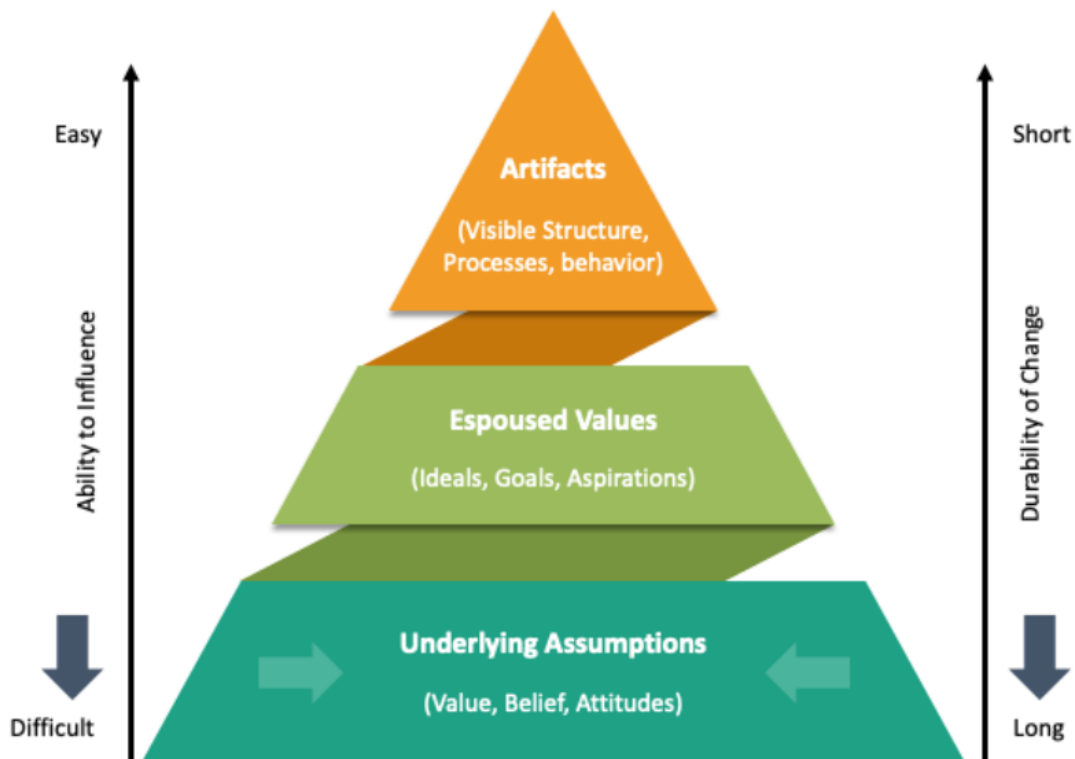 Easy
Short
Artifacts
(Visible Structure,
Processes, behavior)
Ability to Influence
Durability of Change
Espoused Values
(Ideals, Goals, Aspirations)
Underlying Assumptions
(Value, Belief, Attitudes)
Difficult
Long